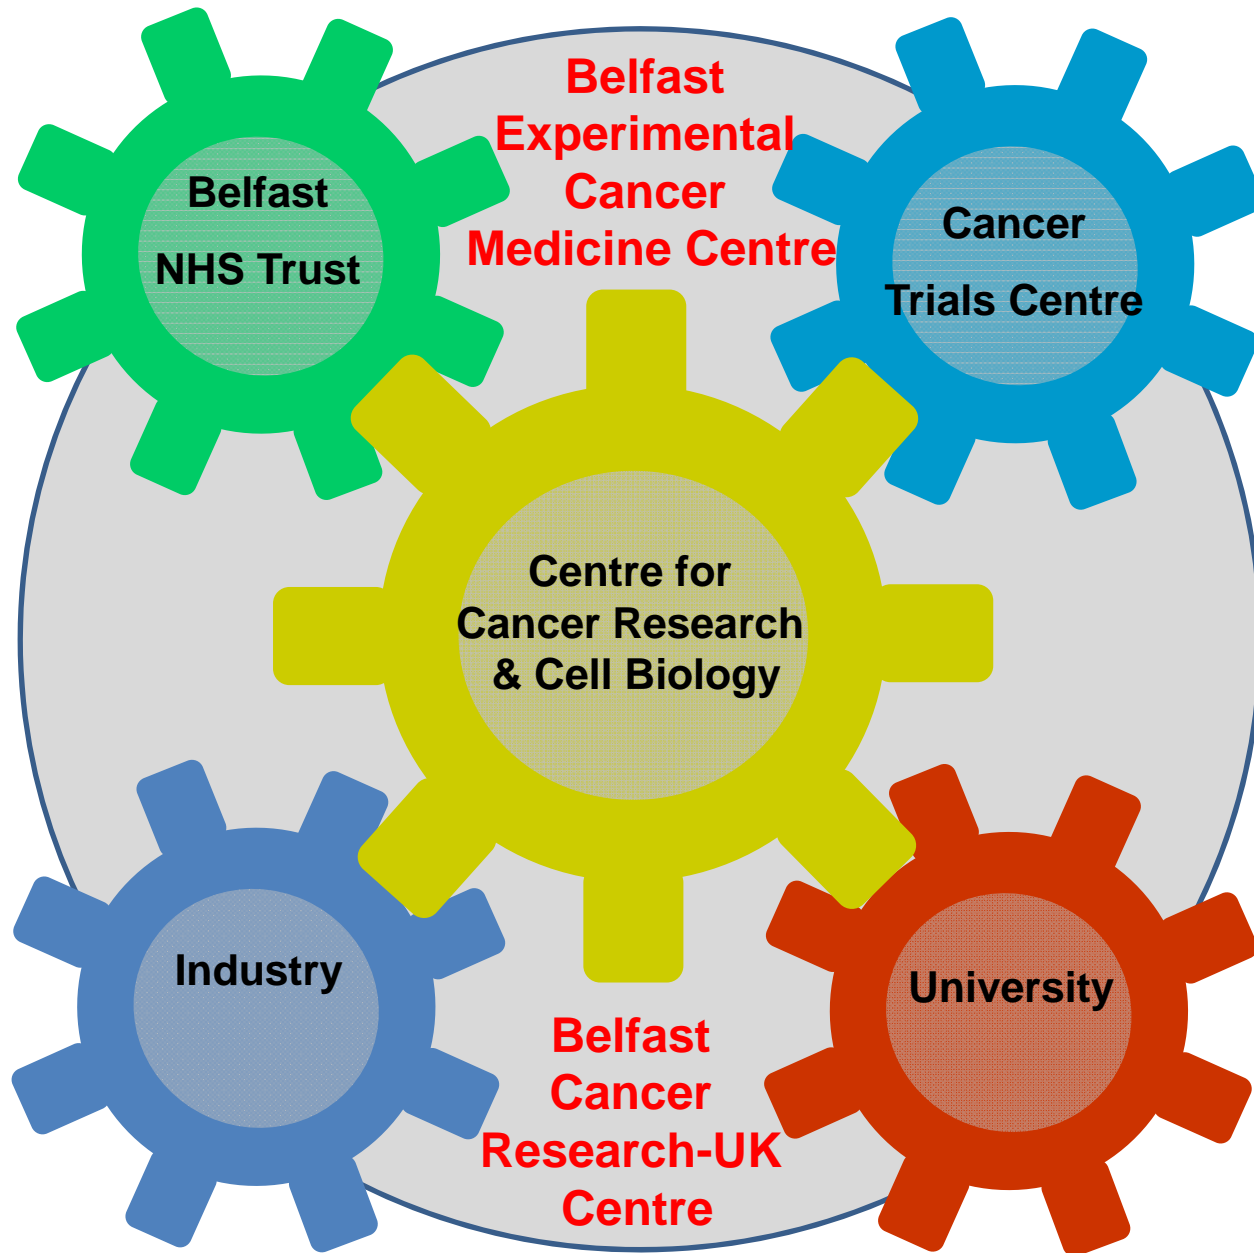 Belfast
Experimental
Cancer
Medicine Centre
Belfast
NHS Trust
Cancer
Trials Centre
Centre for
Cancer Research
& Cell Biology
Industry
University
Belfast
Cancer
Research-UK
Centre